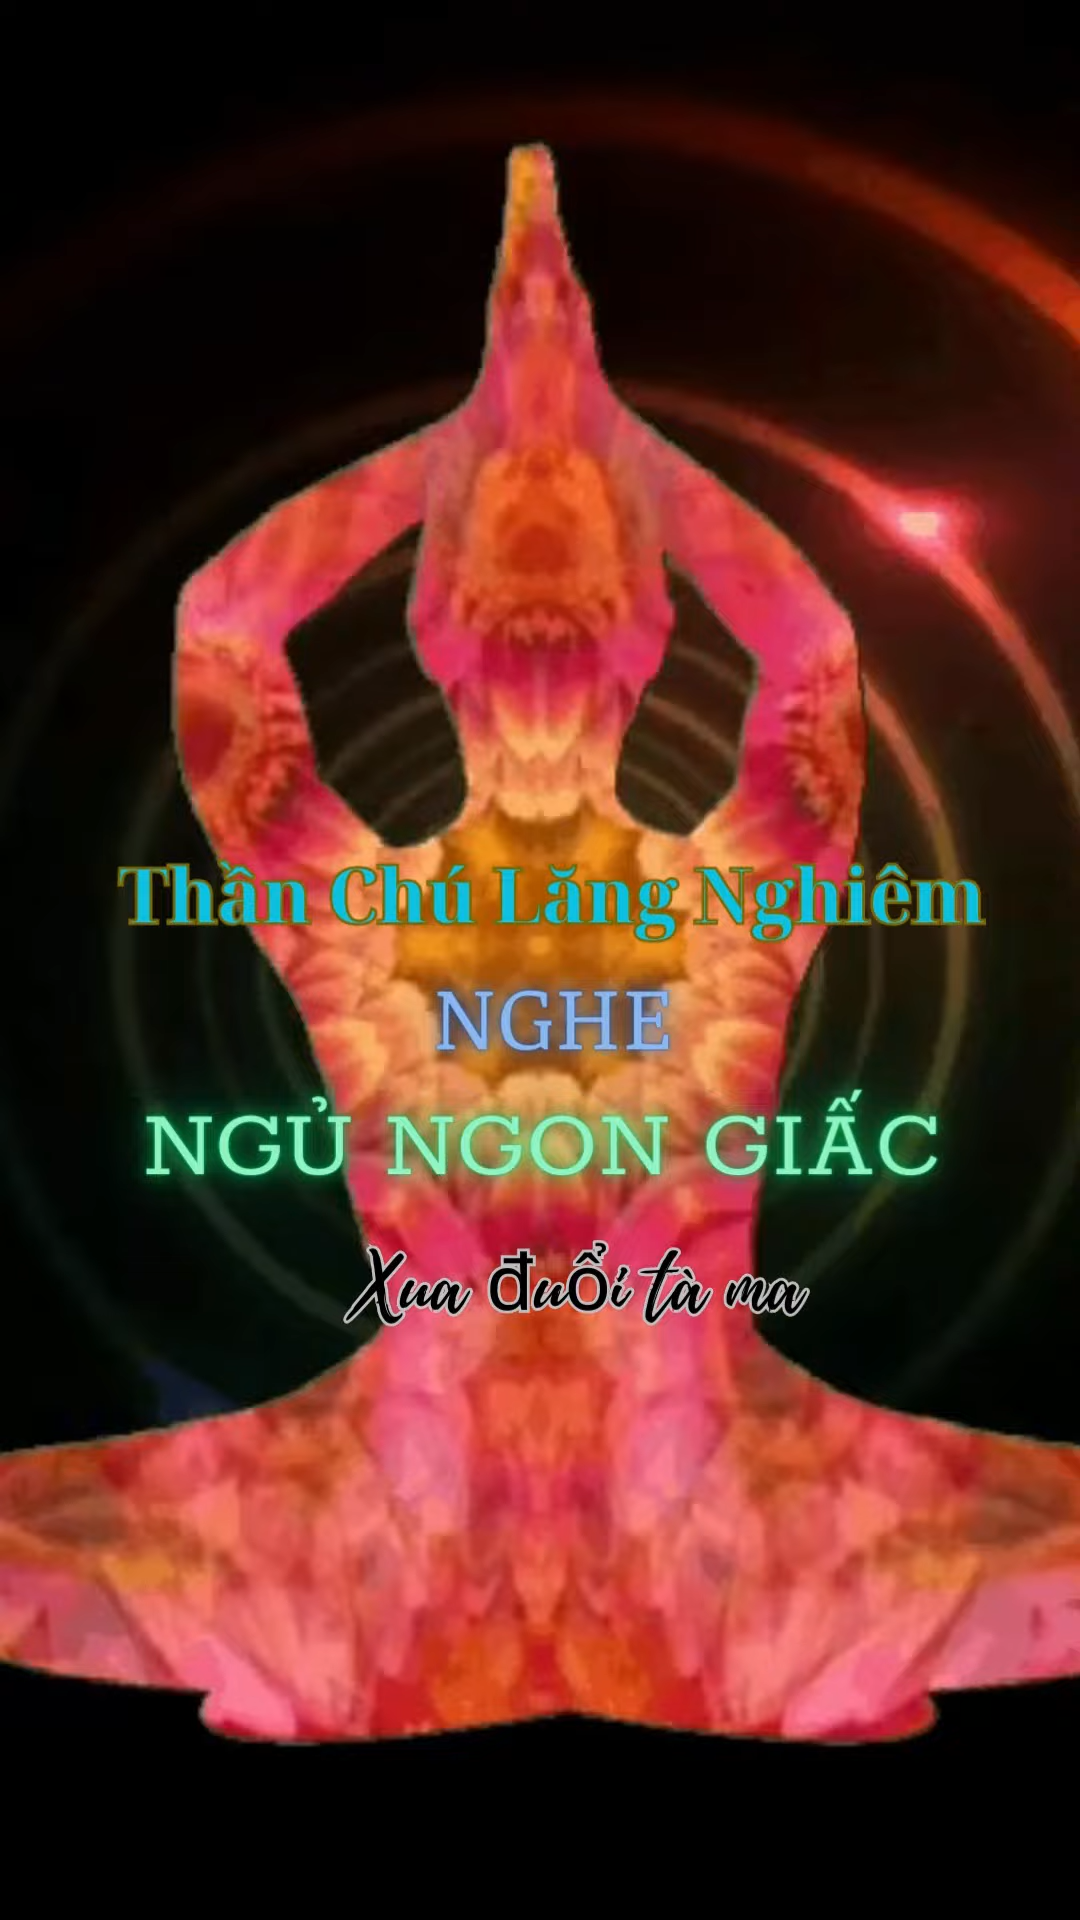 Thần Chú Lăng Nghiêm
NGHE
NGỦ NGON GIẤC
Xua đuổi tà ma